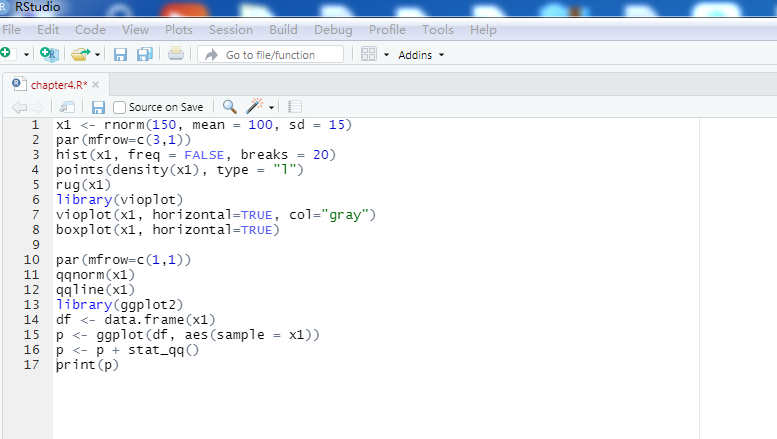 RStudio
File Edit Code View Plots Session Build Debug Profile Tools Help
Go to file/function Addins
chapter4.R*
Source on Save
1 x1 <- rnorm(150, mean = 100, sd = 15)
2 par(mfrow=c(3,1))
3 hist(x1, freq = FALSE, breaks = 20)
4 points(density(x1), type = "l")
5 rug(x1)
6 library(vioplot)
7 vioplot(x1, horizontal=TRUE, col="gray")
8 boxplot(x1, horizontal=TRUE)
9
10 par(mfrow=c(1,1))
11 qqnorm(x1)
12 qqline(x1)
13 library(ggplot2)
14 df <- data.frame(x1)
15 p <- ggplot(df, aes(sample = x1))
16 p <- p + stat_qq()
17 print(p)